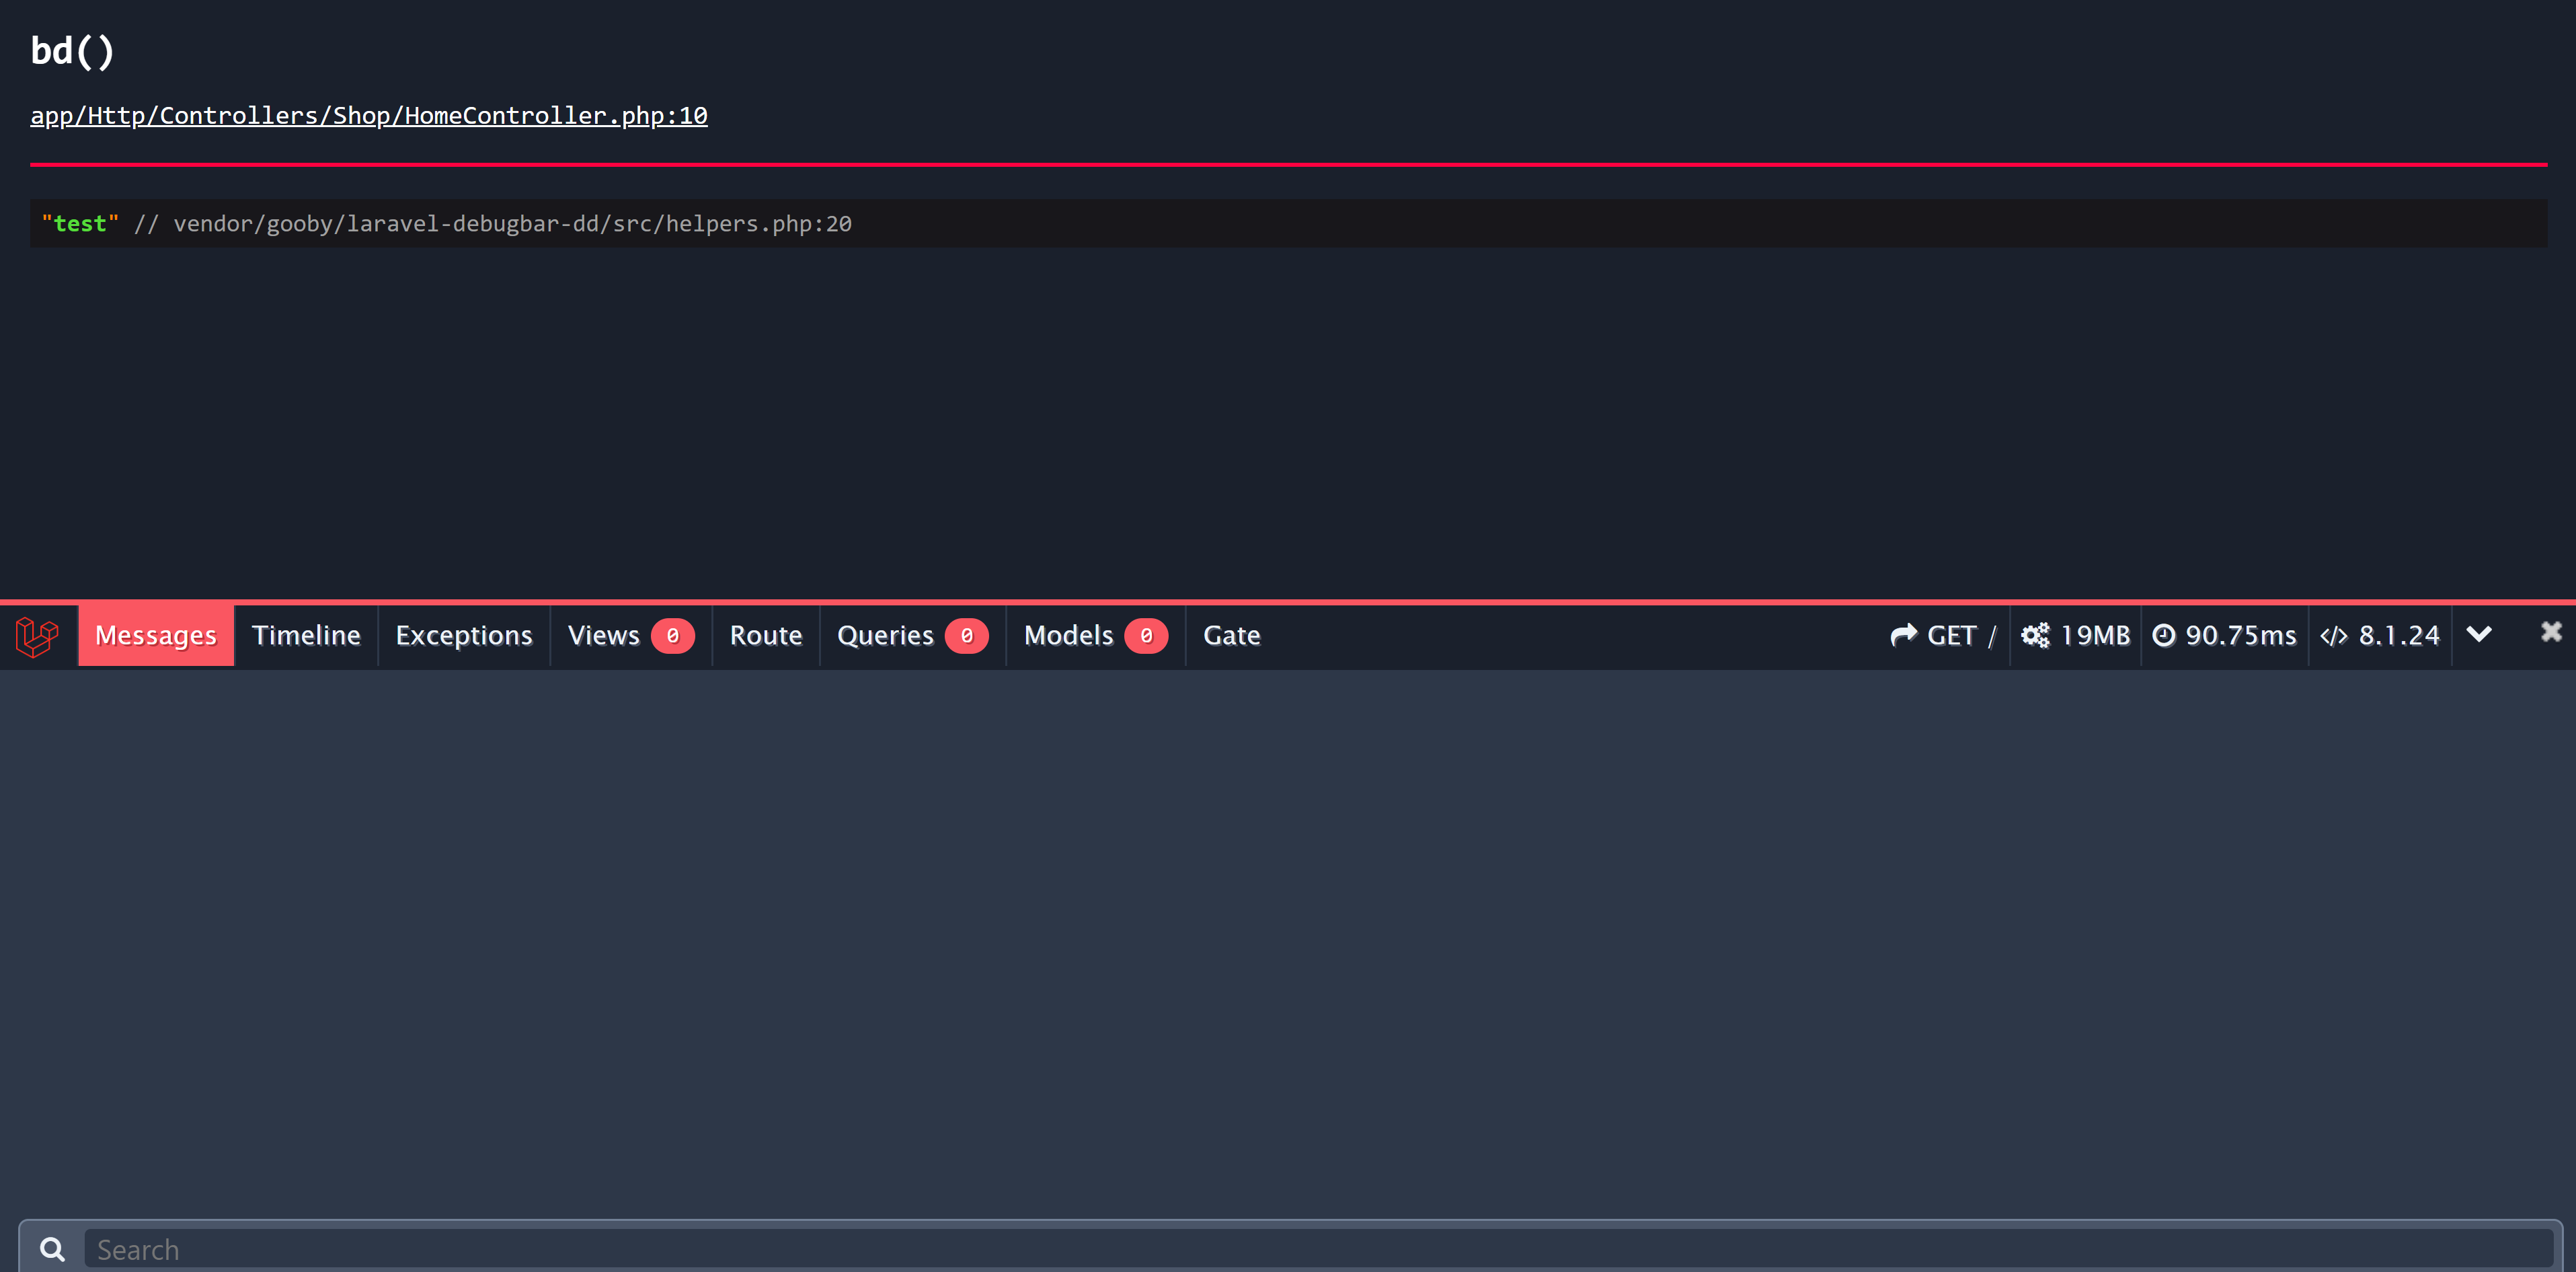 bd()
app/Http/Controllers/Shop/HomeController.php:10
"test" // vendor/gooby/laravel-debugbar-dd/src/helpers.php:20
Messages Timeline Exceptions Views 0 Route Queries 0 Models 0 Gate GET / 19MB 90.75ms </> 8.1.24
Search